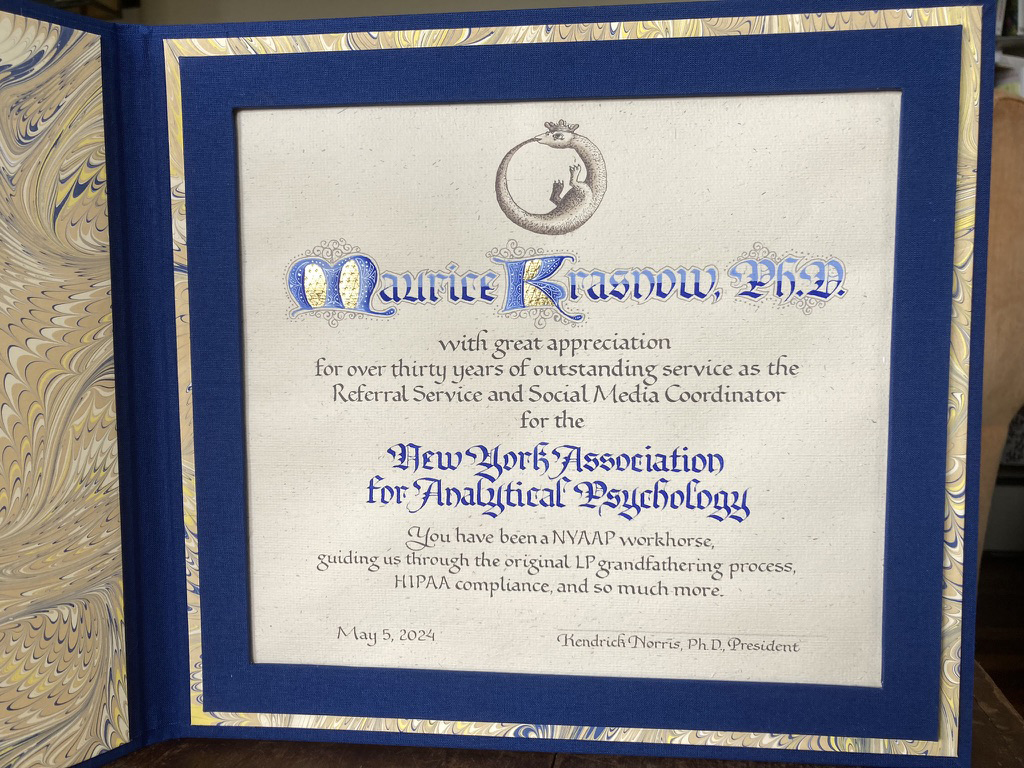 Maurice Krasnow, Ph.D.
with great appreciation
for over thirty years of outstanding service as the
Referral Service and Social Media Coordinator
for the
New York Association
for Analytical Psychology
You have been a NYAAP workhorse,
guiding us through the original LP grandfathering process,
HIPAA compliance, and so much more.
May 5, 2024
Kendrick Norris, Ph.D., President